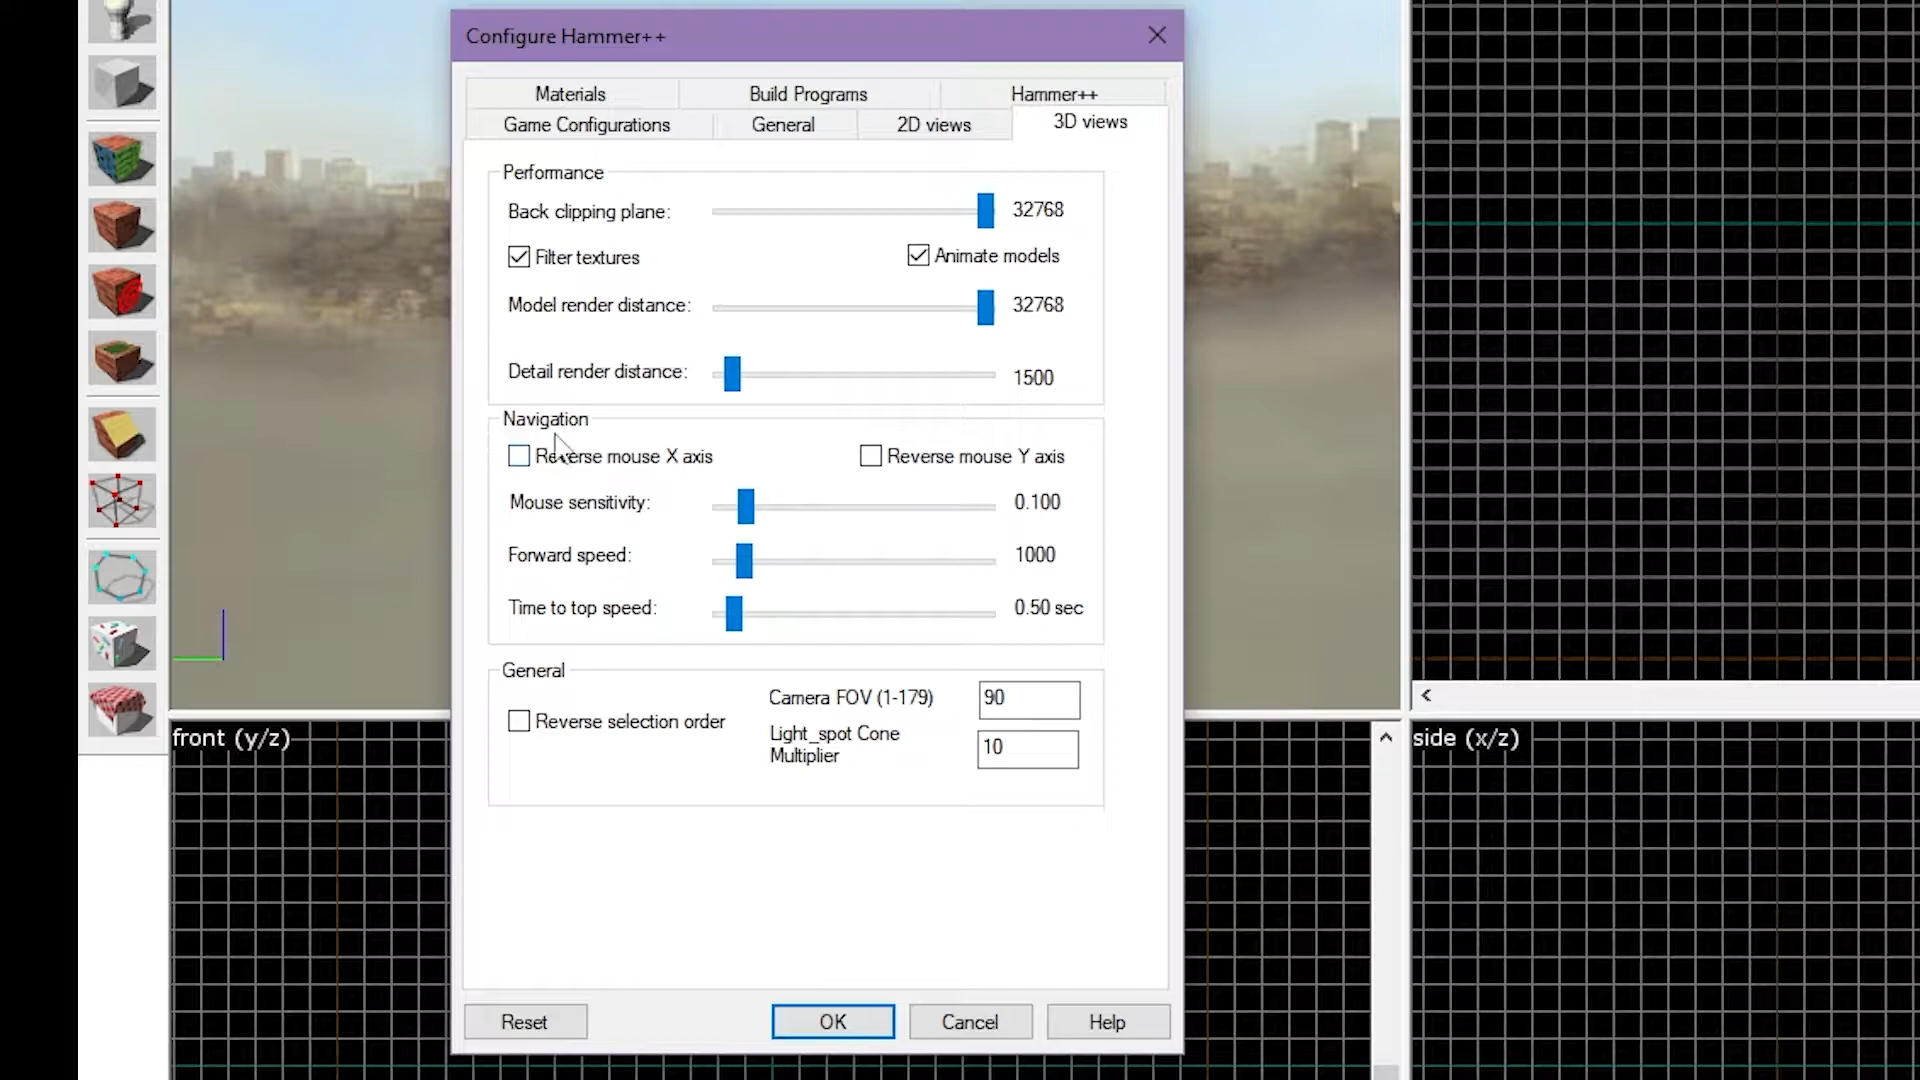 Configure Hammer++
Materials
Build Programs
Hammer++
Game Configurations
General
2D views
3D views
Performance
Back clipping plane:
32768
Filter textures
Animate models
Model render distance:
32768
Detail render distance:
1500
Navigation
Reverse mouse X axis
Reverse mouse Y axis
Mouse sensitivity:
0.100
Forward speed:
1000
Time to top speed:
0.50 sec
General
Reverse selection order
Camera FOV (1-179)
90
Light_spot Cone
Multiplier
10
front (y/z)
side (x/z)
Reset
OK
Cancel
Help